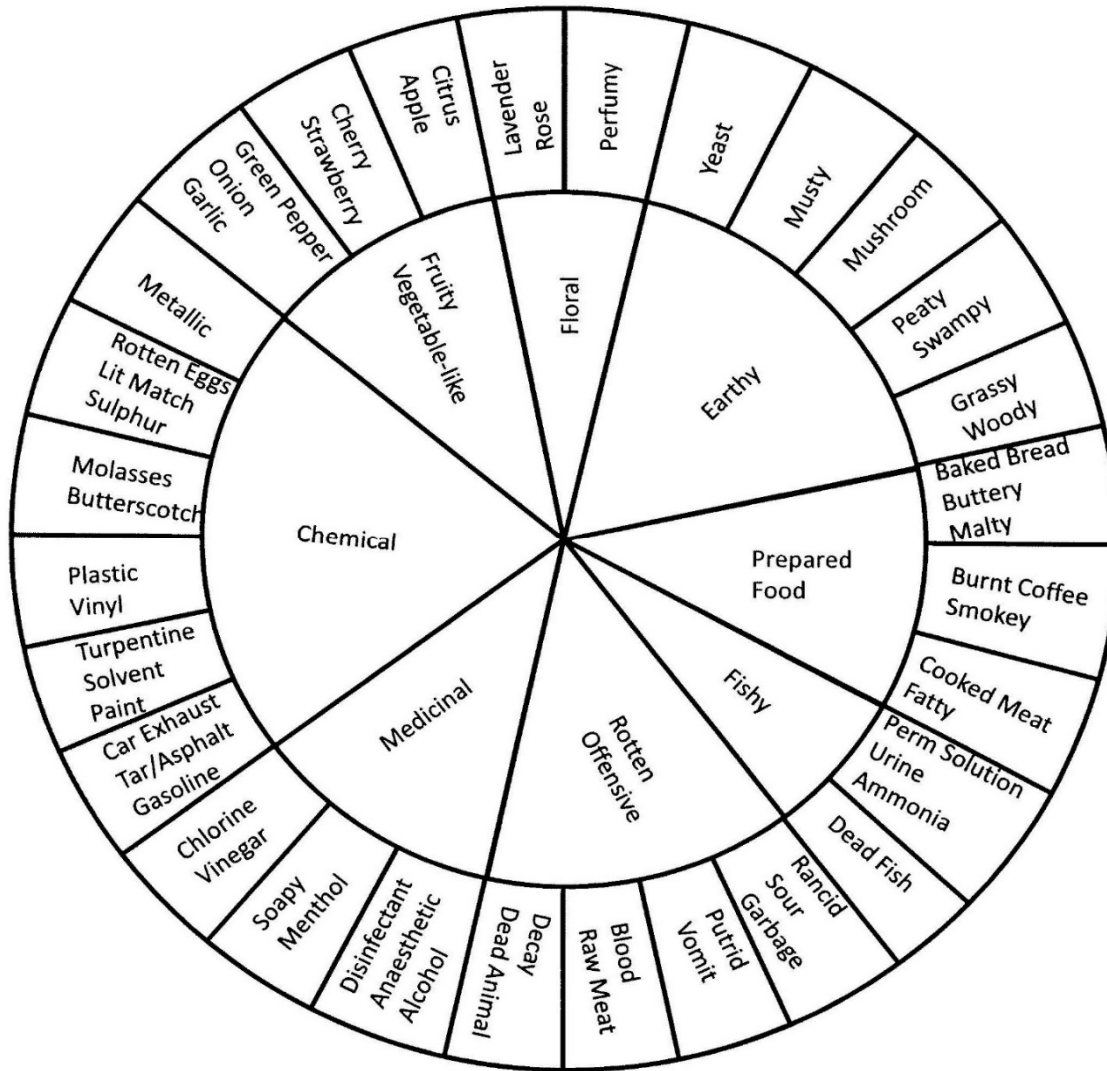 Floral
Lavender
Rose
Perfumy
Earthy
Yeast
Musty
Mushroom
Peaty
Swampy
Grassy
Woody
Prepared
Food
Baked Bread
Buttery
Malty
Burnt Coffee
Smokey
Cooked Meat
Fatty
Fishy
Perm Solution
Urine
Ammonia
Dead Fish
Rotten
Offensive
Rancid
Sour
Garbage
Putrid
Vomit
Blood
Raw Meat
Decay
Dead Animal
Medicinal
Disinfectant
Anaesthetic
Alcohol
Soapy
Menthol
Chlorine
Vinegar
Chemical
Car Exhaust
Tar/Asphalt
Gasoline
Turpentine
Solvent
Paint
Plastic
Vinyl
Molasses
Butterscotch
Rotten Eggs
Lit Match
Sulphur
Metallic
Fruity
Vegetable-like
Green Pepper
Onion
Garlic
Cherry
Strawberry
Citrus
Apple